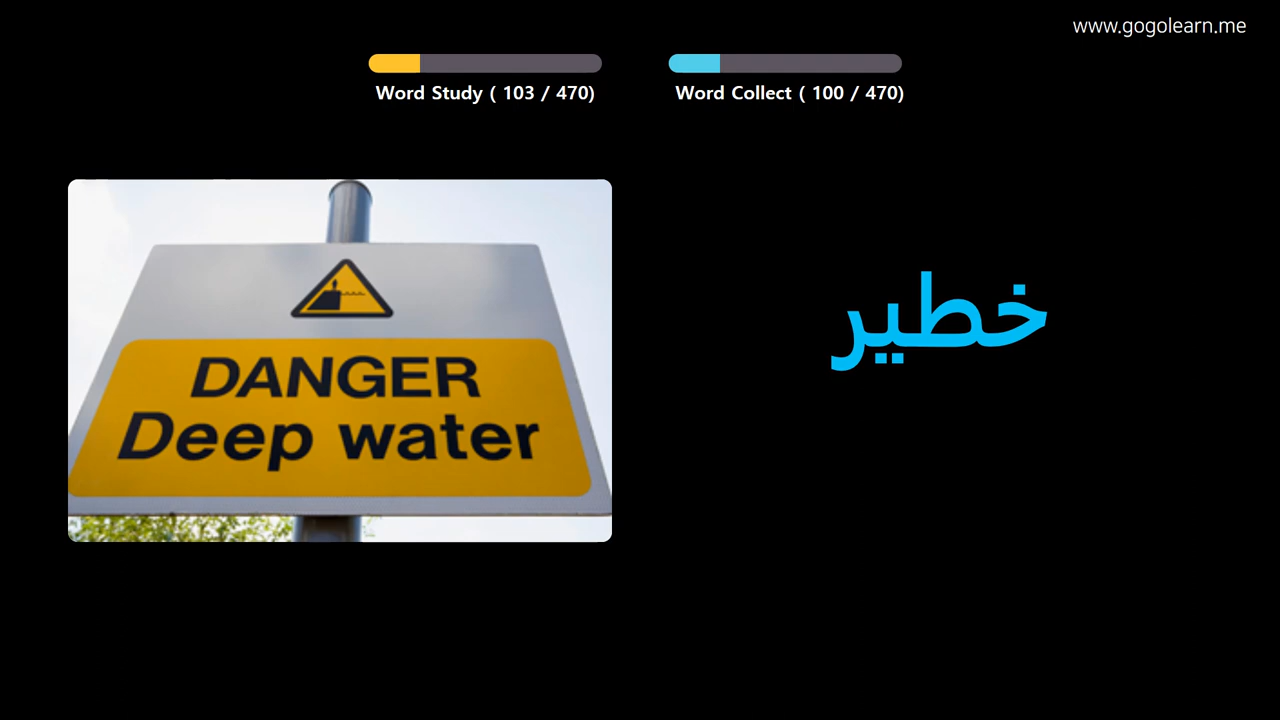 www.gogolearn.me
Word Study ( 103 / 470)
Word Collect ( 100 / 470)
خطير
DANGER
Deep water